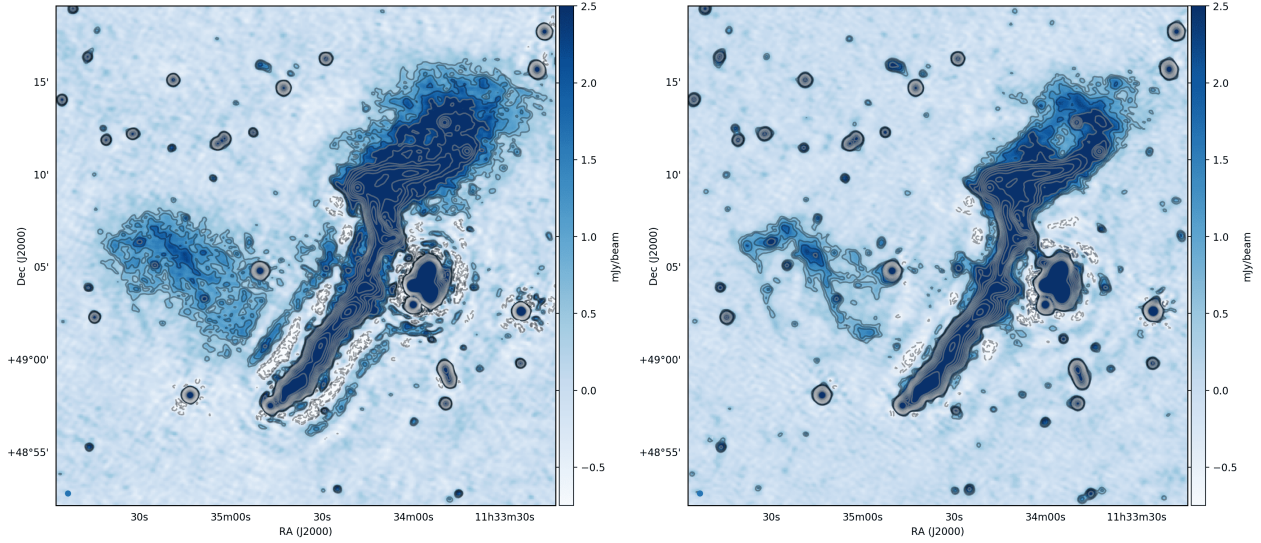 15'
10'
05'
+49°00'
+48°55'
Dec (J2000)
30s
35m00s
30s
34m00s
11h33m30s
RA (J2000)
2.5
2.0
1.5
1.0
0.5
0.0
−0.5
mJy/beam
15'
10'
05'
+49°00'
+48°55'
Dec (J2000)
30s
35m00s
30s
34m00s
11h33m30s
RA (J2000)
2.5
2.0
1.5
1.0
0.5
0.0
−0.5
mJy/beam